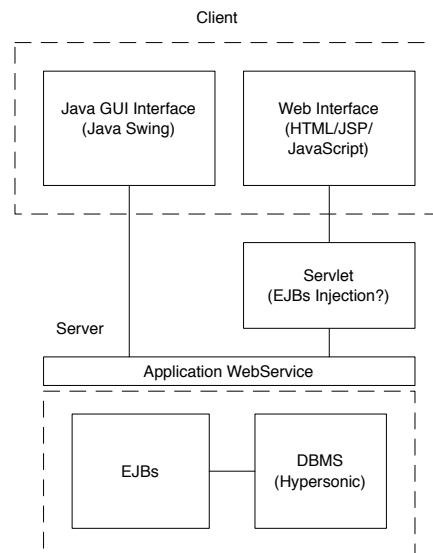 Client
Java GUI Interface
(Java Swing)
Web Interface
(HTML/JSP/
JavaScript)
Servlet
(EJBs Injection?)
Server
Application WebService
EJBs
DBMS
(Hypersonic)